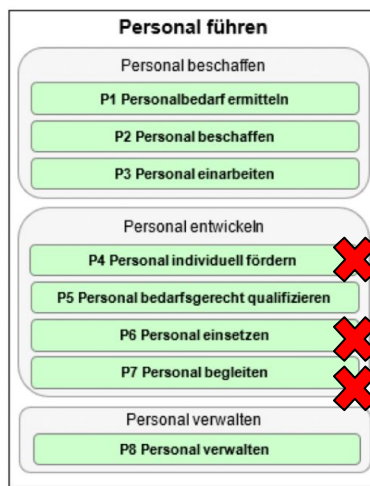 Personal führen
Personal beschaffen
P1 Personalbedarf ermitteln
P2 Personal beschaffen
P3 Personal einarbeiten
Personal entwickeln
P4 Personal individuell fördern
P5 Personal bedarfsgerecht qualifizieren
P6 Personal einsetzen
P7 Personal begleiten
Personal verwalten
P8 Personal verwalten